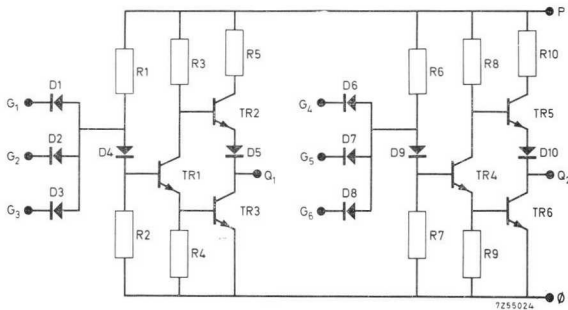 P
R1 R3 R5 R6 R8 R10
D1 D6
G1 G4
TR2 TR5
D2 D4 D5 D7 D9 D10
G2 Q1 G5 Q2
TR1 TR4
D3 D8
G3 TR3 G6 TR6
R2 R4 R7 R9
Ø
7Z55024